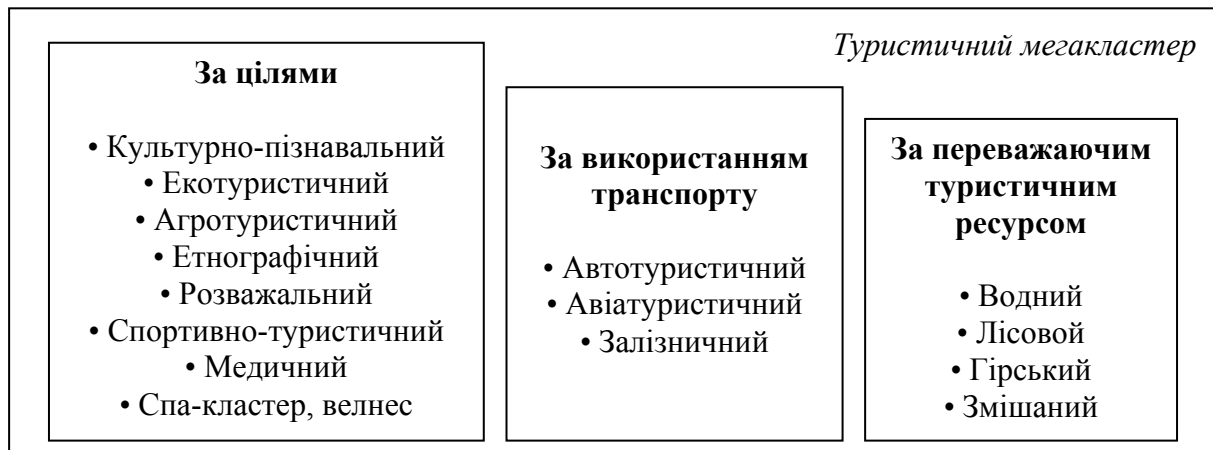 Туристичний мегакластер
За цілями
• Культурно-пізнавальний
• Екотуристичний
• Агротуристичний
• Етнографічний
• Розважальний
• Спортивно-туристичний
• Медичний
• Спа-кластер, велнес
За використанням
транспорту
• Автотуристичний
• Авіатуристичний
• Залізничний
За переважаючим
туристичним
ресурсом
• Водний
• Лісовой
• Гірський
• Змішаний